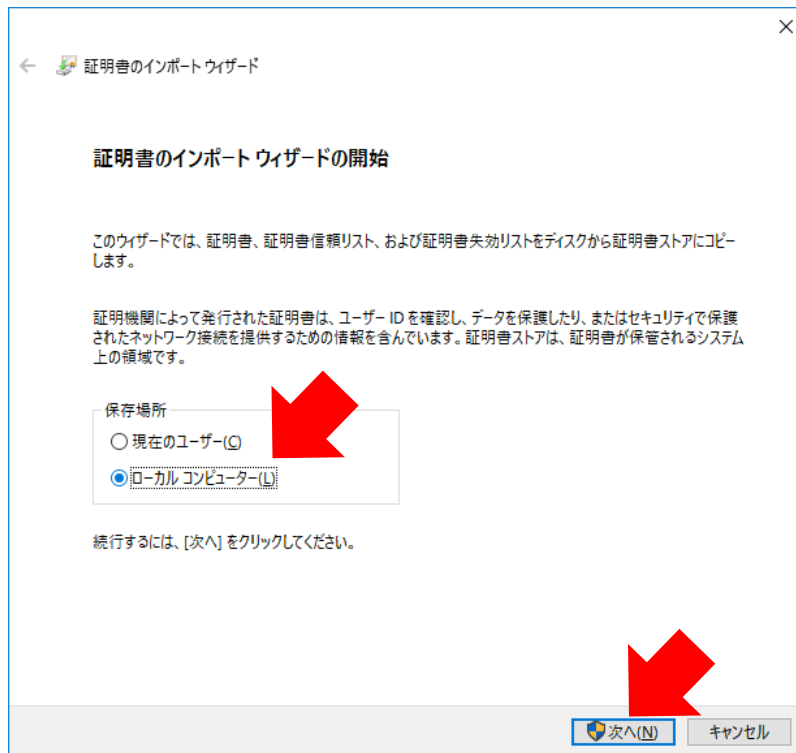 証明書のインポート ウィザード
証明書のインポート ウィザードの開始
このウィザードでは、証明書、証明書信頼リスト、および証明書失効リストをディスクから証明書ストアにコピー
します。
証明機関によって発行された証明書は、ユーザー ID を確認し、データを保護したり、またはセキュリティで保護
されたネットワーク接続を提供するための情報を含んでいます。証明書ストアは、証明書が保管されるシステム
上の領域です。
保存場所
現在のユーザー(C)
ローカル コンピューター(L)
続行するには、[次へ] をクリックしてください。
次へ(N)
キャンセル